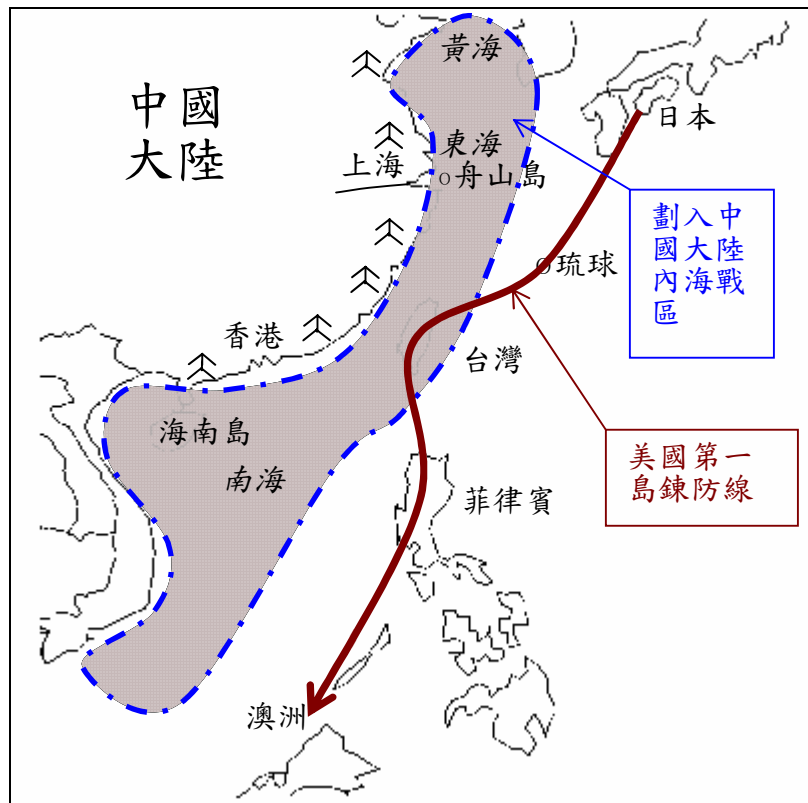 黃海
中國
大陸
日本
東海
上海
舟山島
劃入中
國大陸
內海戰
區
琉球
香港
台灣
海南島
美國第一
島鍊防線
南海
菲律賓
澳洲